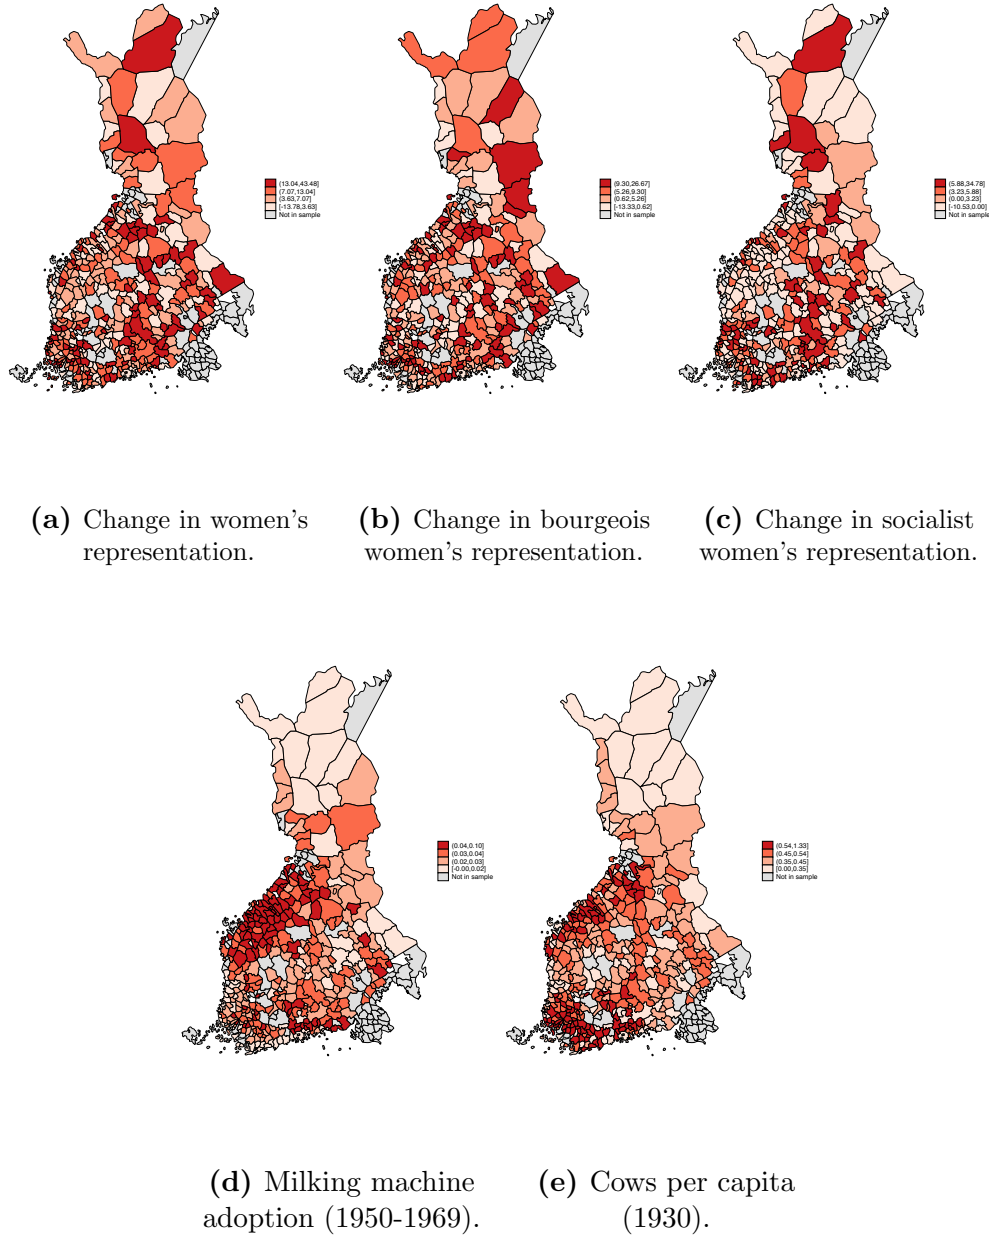 (13.04,43.48]
(7.07,13.04]
(3.63,7.07]
[-13.78,3.63]
Not in sample
(9.30,26.67]
(5.26,9.30]
(0.62,5.26]
[-13.33,0.62]
Not in sample
(5.88,34.78]
(3.23,5.88]
(0.00,3.23]
[-10.53,0.00]
Not in sample
(a) Change in women's
representation.
(b) Change in bourgeois
women's representation.
(c) Change in socialist
women's representation.
(0.04,0.10]
(0.03,0.04]
(0.02,0.03]
[-0.00,0.02]
Not in sample
(0.54,1.33]
(0.45,0.54]
(0.35,0.45]
[0.00,0.35]
Not in sample
(d) Milking machine
adoption (1950-1969).
(e) Cows per capita
(1930).